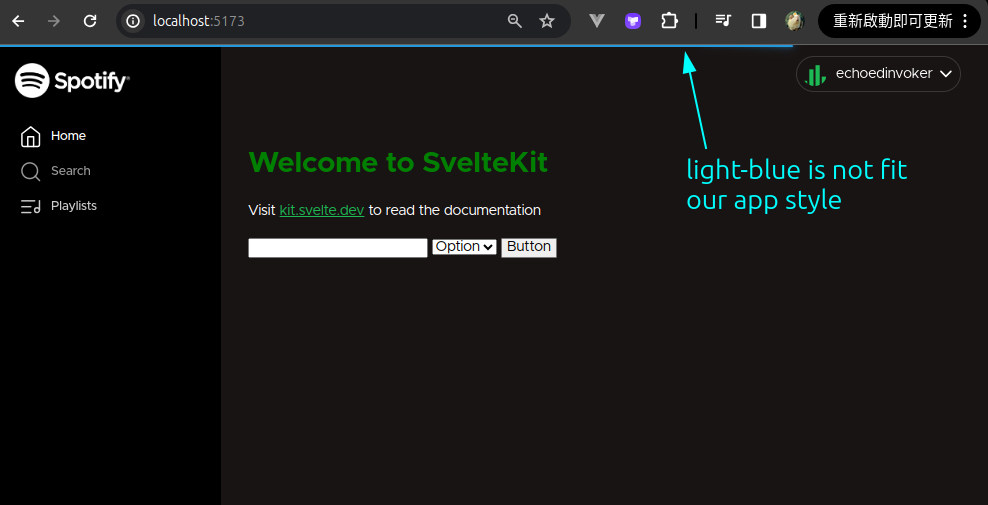 localhost:5173
重新啟動即可更新
Spotify®
echoedinvoker
Home
Search
Playlists
Welcome to SvelteKit
Visit kit.svelte.dev to read the documentation
Option Button
light-blue is not fit
our app style